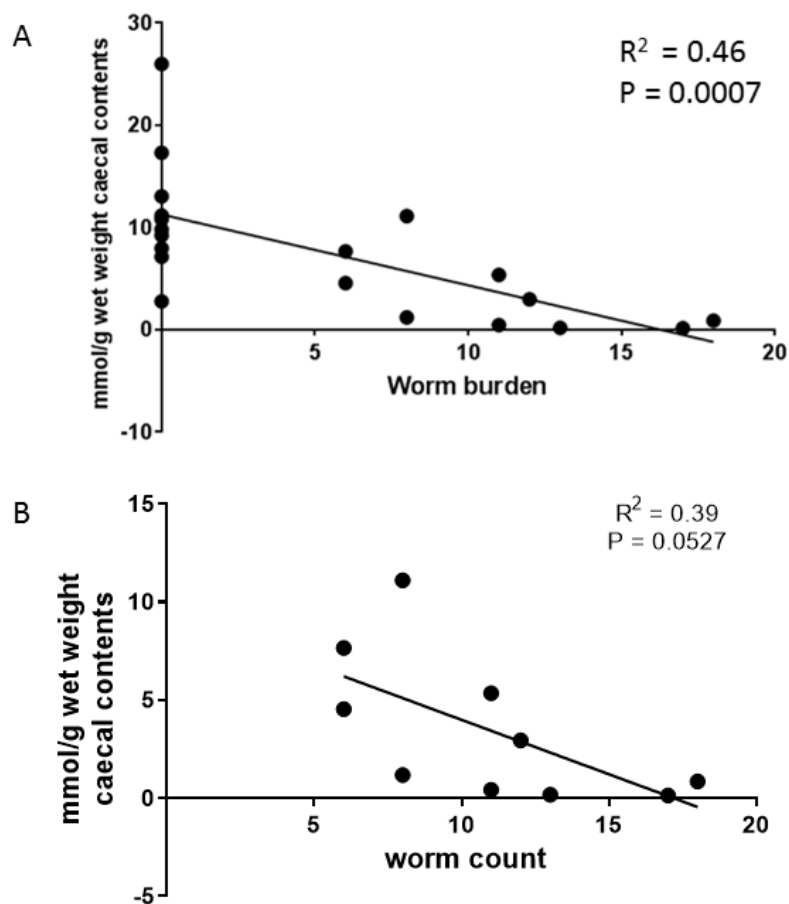 A
R² = 0.46
P = 0.0007
mmol/g wet weight caecal contents
30
20
10
0
-10
5
10
15
20
Worm burden
B
R² = 0.39
P = 0.0527
mmol/g wet weight
caecal contents
15
10
5
0
-5
5
10
15
20
worm count